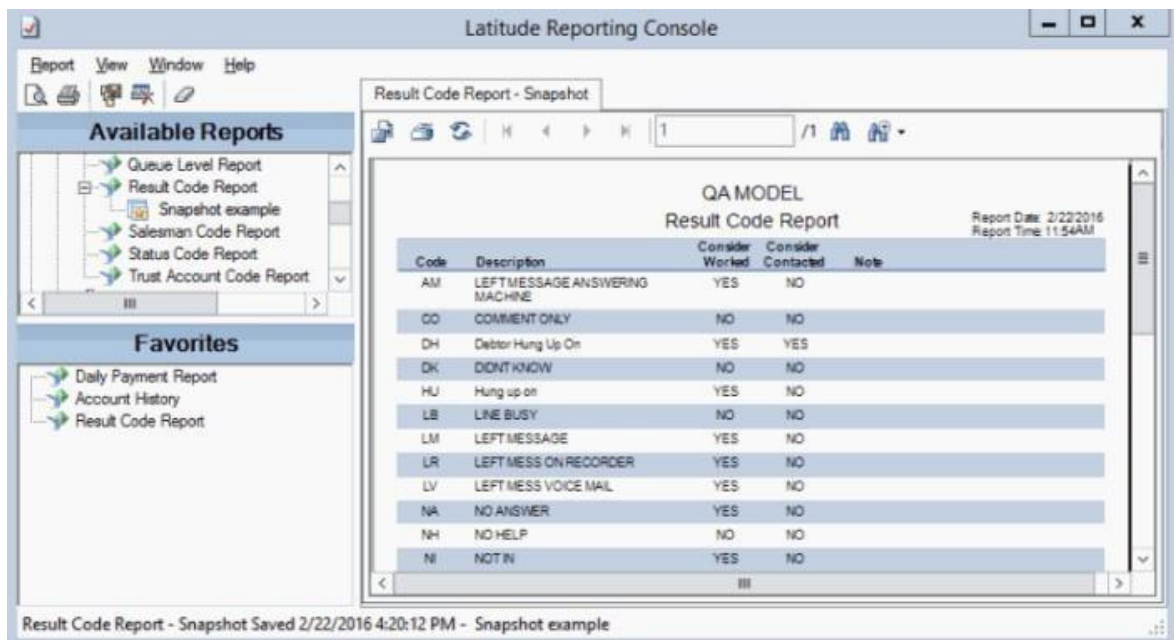 Latitude Reporting Console
Report View Window Help
Available Reports
Queue Level Report
Result Code Report
Snapshot example
Salesman Code Report
Status Code Report
Trust Account Code Report
Favorites
Daily Payment Report
Account History
Result Code Report
Result Code Report - Snapshot
1 /1
QA MODEL
Result Code Report
Report Date: 2/22/2016
Report Time: 11:54AM
Code Description Consider Worked Consider Contacted Note
AM LEFT MESSAGE ANSWERING MACHINE YES NO
CO COMMENT ONLY NO NO
DH Debtor Hung Up On YES YES
DK DIDNT KNOW NO NO
HU Hung up on YES NO
LB LINE BUSY NO NO
LM LEFT MESSAGE YES NO
LR LEFT MESS ON RECORDER YES NO
LV LEFT MESS VOICE MAIL YES NO
NA NO ANSWER YES NO
NH NO HELP NO NO
NI NOT IN YES NO
Result Code Report - Snapshot Saved 2/22/2016 4:20:12 PM - Snapshot example